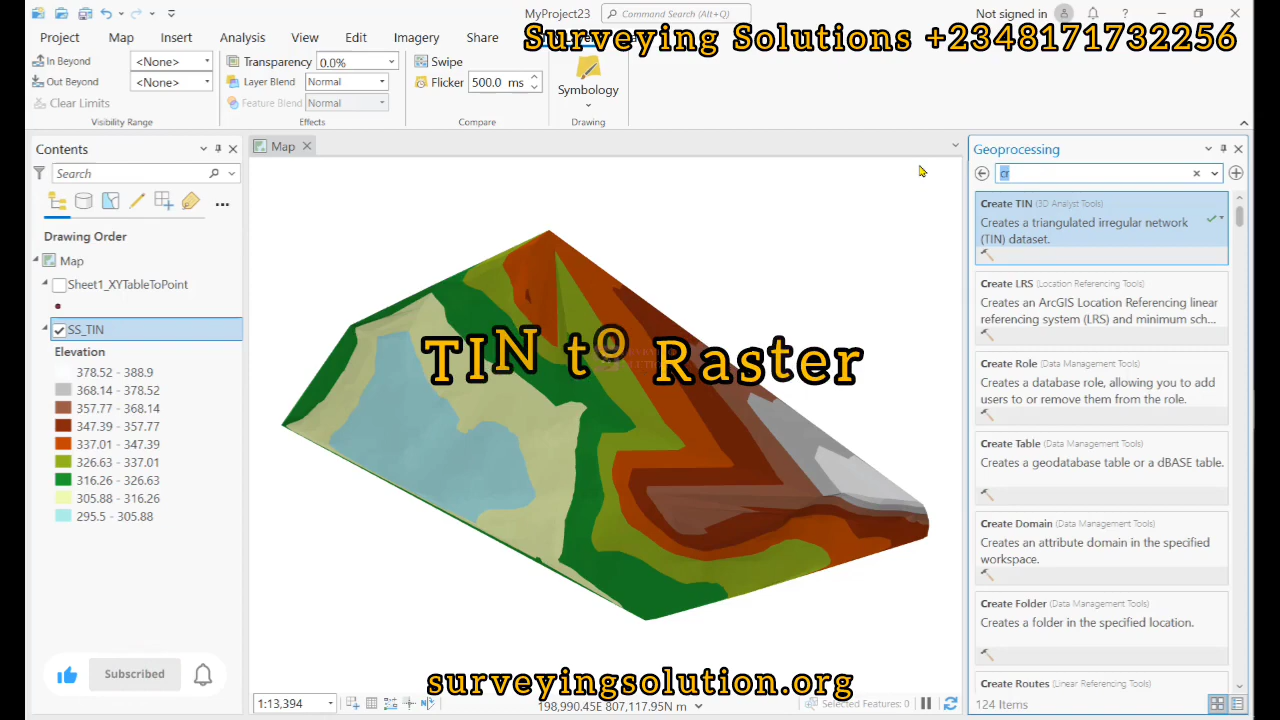 MyProject23
Command Search (Alt+Q)
Not signed in
?
Project
Map
Insert
Analysis
View
Edit
Imagery
Share
Surveying Solutions +2348171732256
In Beyond
<None>
Out Beyond
<None>
Clear Limits
Visibility Range
Transparency
0.0%
Layer Blend
Normal
Feature Blend
Normal
Effects
Swipe
Flicker
500.0 ms
Compare
Symbology
Drawing
Contents
Search
Drawing Order
Map
Sheet1_XYTableToPoint
SS_TIN
Elevation
378.52 - 388.9
368.14 - 378.52
357.77 - 368.14
347.39 - 357.77
337.01 - 347.39
326.63 - 337.01
316.26 - 326.63
305.88 - 316.26
295.5 - 305.88
Subscribed
Map
TIN to Raster
surveyingsolution.org
1:13,394
198,990.45E 807,117.95N m
Selected Features: 0
Geoprocessing
cr
Create TIN (3D Analyst Tools)
Creates a triangulated irregular network
(TIN) dataset.
Create LRS (Location Referencing Tools)
Creates an ArcGIS Location Referencing linear
referencing system (LRS) and minimum sch...
Create Role (Data Management Tools)
Creates a database role, allowing you to add
users to or remove them from the role.
Create Table (Data Management Tools)
Creates a geodatabase table or a dBASE table.
Create Domain (Data Management Tools)
Creates an attribute domain in the specified
workspace.
Create Folder (Data Management Tools)
Creates a folder in the specified location.
Create Routes (Linear Referencing Tools)
124 Items